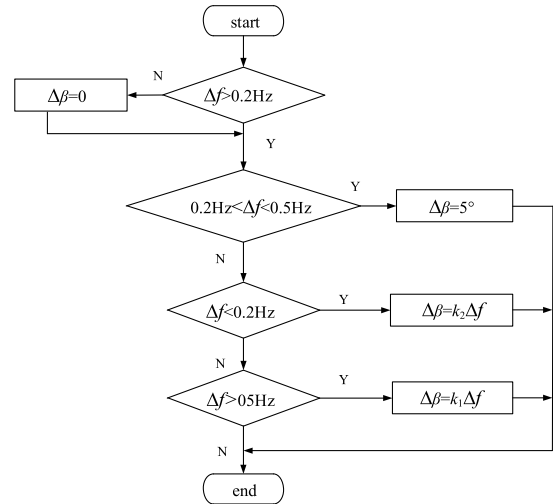 start
N
Δf>0.2Hz
Δβ=0
Y
Y
0.2Hz<Δf<0.5Hz
Δβ=5°
N
Y
Δf<0.2Hz
Δβ=k₂Δf
N
Y
Δf>05Hz
Δβ=k₁Δf
N
end